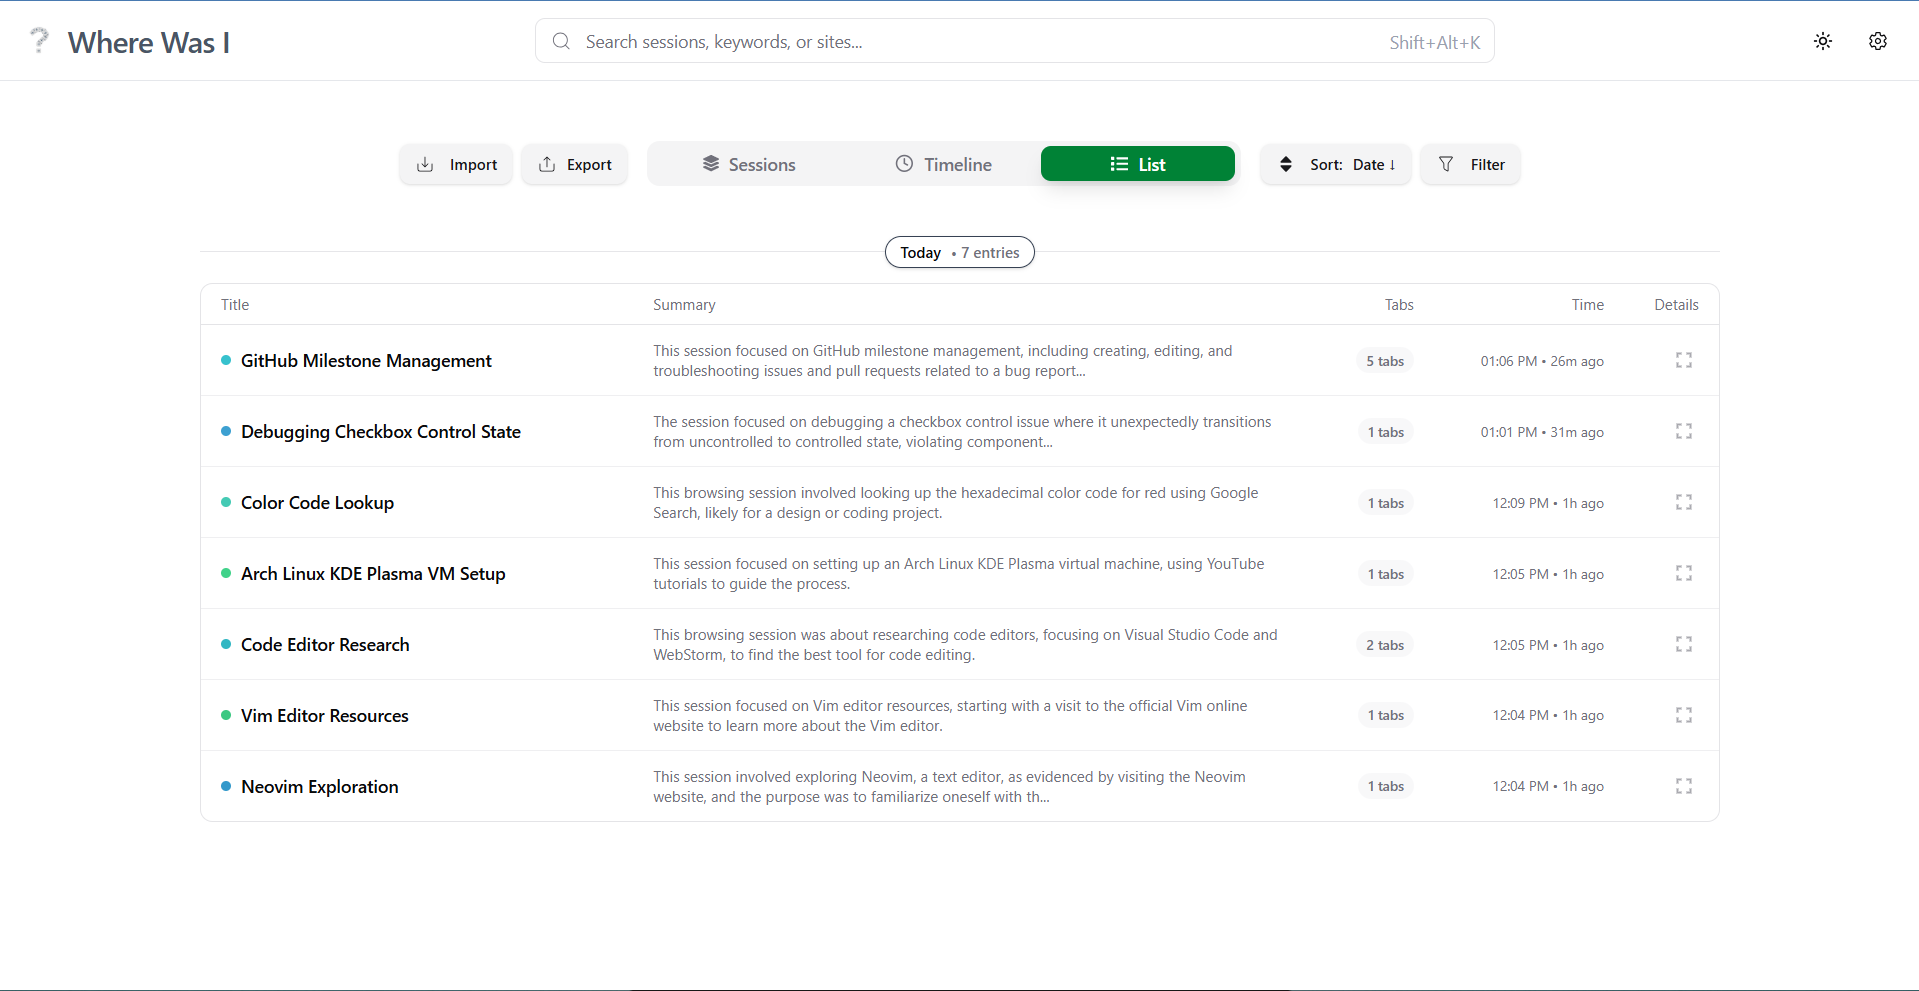 Where Was I
Search sessions, keywords, or sites...
Shift+Alt+K
Import
Export
Sessions
Timeline
List
Sort: Date ↓
Filter
Today • 7 entries
Title Summary Tabs Time Details
GitHub Milestone Management
This session focused on GitHub milestone management, including creating, editing, and
troubleshooting issues and pull requests related to a bug report...
5 tabs
01:06 PM • 26m ago
Debugging Checkbox Control State
The session focused on debugging a checkbox control issue where it unexpectedly transitions
from uncontrolled to controlled state, violating component...
1 tabs
01:01 PM • 31m ago
Color Code Lookup
This browsing session involved looking up the hexadecimal color code for red using Google
Search, likely for a design or coding project.
1 tabs
12:09 PM • 1h ago
Arch Linux KDE Plasma VM Setup
This session focused on setting up an Arch Linux KDE Plasma virtual machine, using YouTube
tutorials to guide the process.
1 tabs
12:05 PM • 1h ago
Code Editor Research
This browsing session was about researching code editors, focusing on Visual Studio Code and
WebStorm, to find the best tool for code editing.
2 tabs
12:05 PM • 1h ago
Vim Editor Resources
This session focused on Vim editor resources, starting with a visit to the official Vim online
website to learn more about the Vim editor.
1 tabs
12:04 PM • 1h ago
Neovim Exploration
This session involved exploring Neovim, a text editor, as evidenced by visiting the Neovim
website, and the purpose was to familiarize oneself with th...
1 tabs
12:04 PM • 1h ago